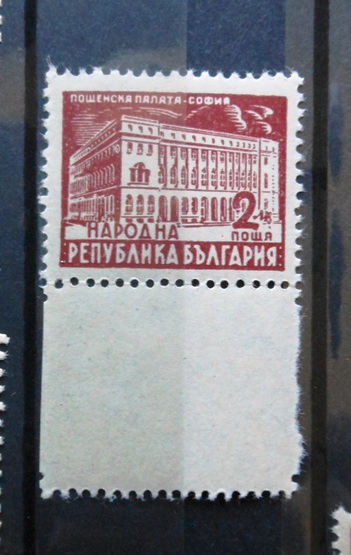 ПОЩЕНСКА ПАЛАТА-СОФИЯ
2 ЛВ
НАРОДНА ПОЩА
РЕПУБЛИКА БЪЛГАРИЯ